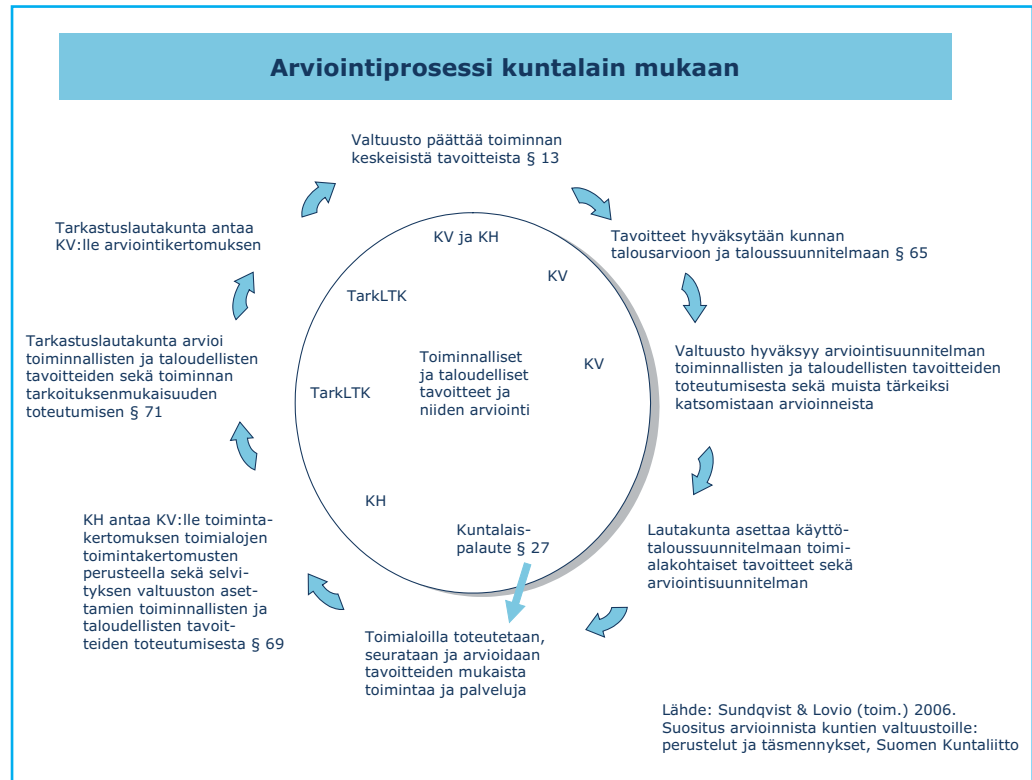 Arviointiprosessi kuntalain mukaan
Valtuusto päättää toiminnan
keskeisistä tavoitteista § 13
Tavoitteet hyväksytään kunnan
talousarvioon ja taloussuunnitelmaan § 65
Valtuusto hyväksyy arviointisuunnitelman
toiminnallisten ja taloudellisten tavoitteiden
toteutumisesta sekä muista tärkeiksi
katsomistaan arvioinneista
Lautakunta asettaa käyttö-
taloussuunnitelmaan toimi-
alakohtaiset tavoitteet sekä
arviointisuunnitelman
Toimialoilla toteutetaan,
seurataan ja arvioidaan
tavoitteiden mukaista
toimintaa ja palveluja
KH antaa KV:lle toiminta-
kertomuksen toimialojen
toimintakertomusten
perusteella sekä selvi-
tyksen valtuuston aset-
tamien toiminnallisten ja
taloudellisten tavoit-
teiden toteutumisesta § 69
Tarkastuslautakunta arvioi
toiminnallisten ja taloudellisten
tavoitteiden sekä toiminnan
tarkoituksenmukaisuuden
toteutumisen § 71
Tarkastuslautakunta antaa
KV:lle arviointikertomuksen
KV ja KH
KV
KV
Kuntalais-
palaute § 27
KH
TarkLTK
TarkLTK
Toiminnalliset
ja taloudelliset
tavoitteet ja
niiden arviointi
Lähde: Sundqvist & Lovio (toim.) 2006.
Suositus arvioinnista kuntien valtuustoille:
perustelut ja täsmennykset, Suomen Kuntaliitto